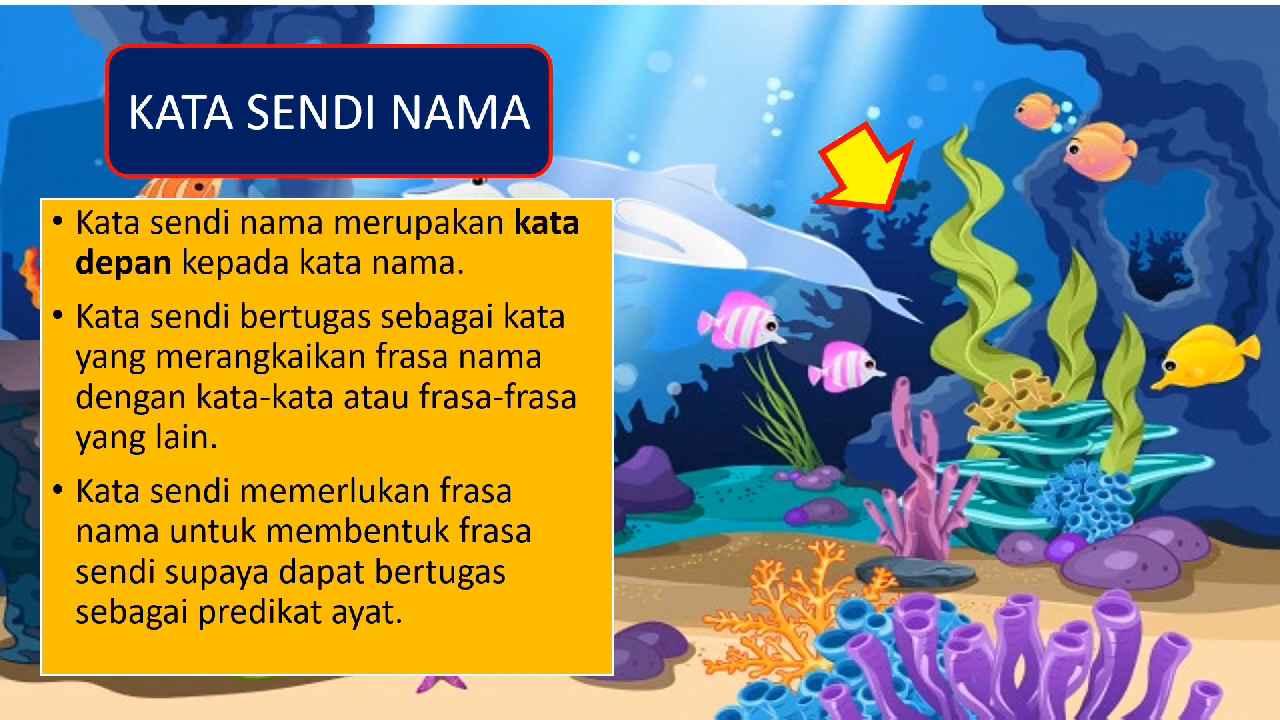 KATA SENDI NAMA
• Kata sendi nama merupakan kata
depan kepada kata nama.
• Kata sendi bertugas sebagai kata
yang merangkaikan frasa nama
dengan kata-kata atau frasa-frasa
yang lain.
• Kata sendi memerlukan frasa
nama untuk membentuk frasa
sendi supaya dapat bertugas
sebagai predikat ayat.